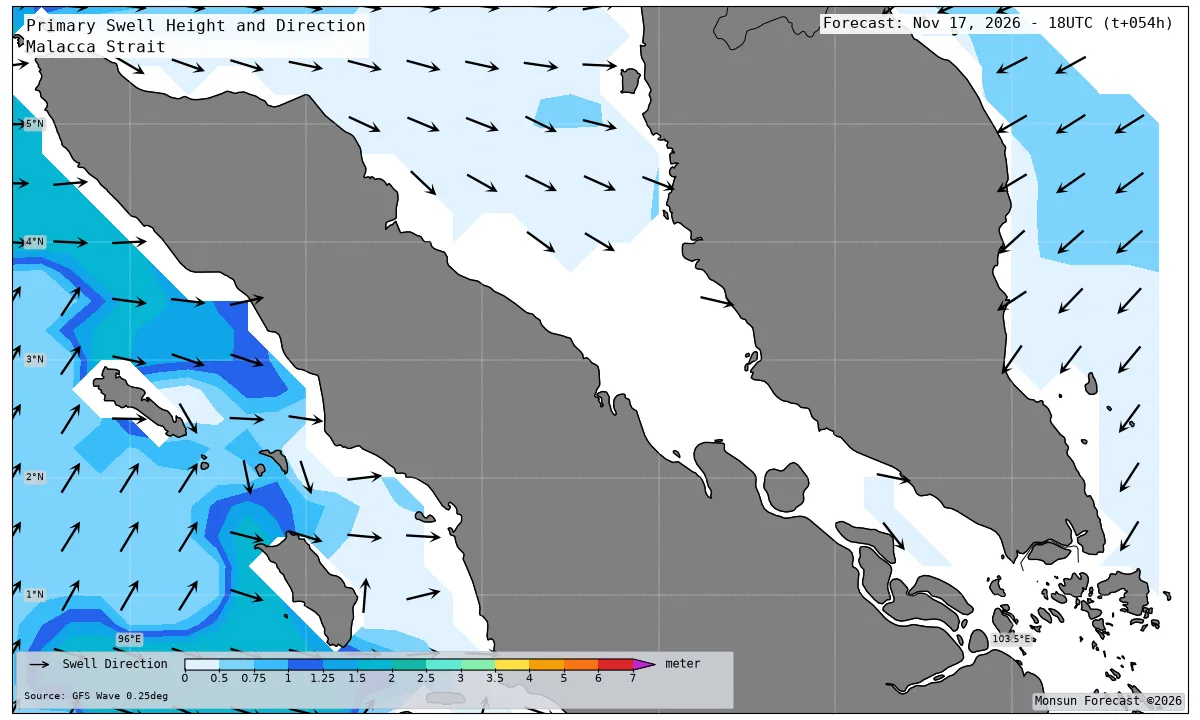 Primary Swell Height and Direction
Malacca Strait
Forecast: Nov 17, 2026 - 18UTC (t+054h)
5°N
4°N
3°N
2°N
1°N
96°E
103.5°E
Swell Direction
0 0.5 0.75 1 1.25 1.5 2 2.5 3 3.5 4 5 6 7
meter
Source: GFS Wave 0.25deg
Monsun Forecast ©2026